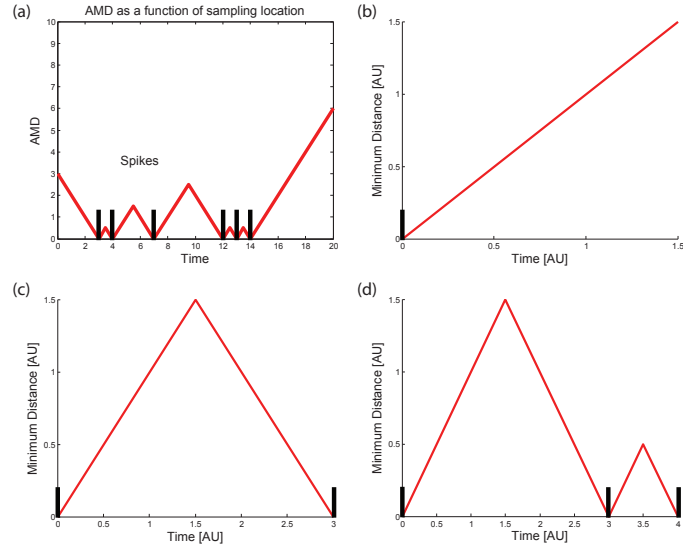 (a)
AMD as a function of sampling location
10
9
8
7
6
5
4
3
2
1
0
AMD
Spikes
0 2 4 6 8 10 12 14 16 18 20
Time
(b)
1.5
1
0.5
0
Minimum Distance [AU]
0 0.5 1 1.5
Time [AU]
(c)
1.5
1
0.5
0
Minimum Distance [AU]
0 0.5 1 1.5 2 2.5 3
Time [AU]
(d)
1.5
1
0.5
0
Minimum Distance [AU]
0 0.5 1 1.5 2 2.5 3 3.5 4
Time [AU]